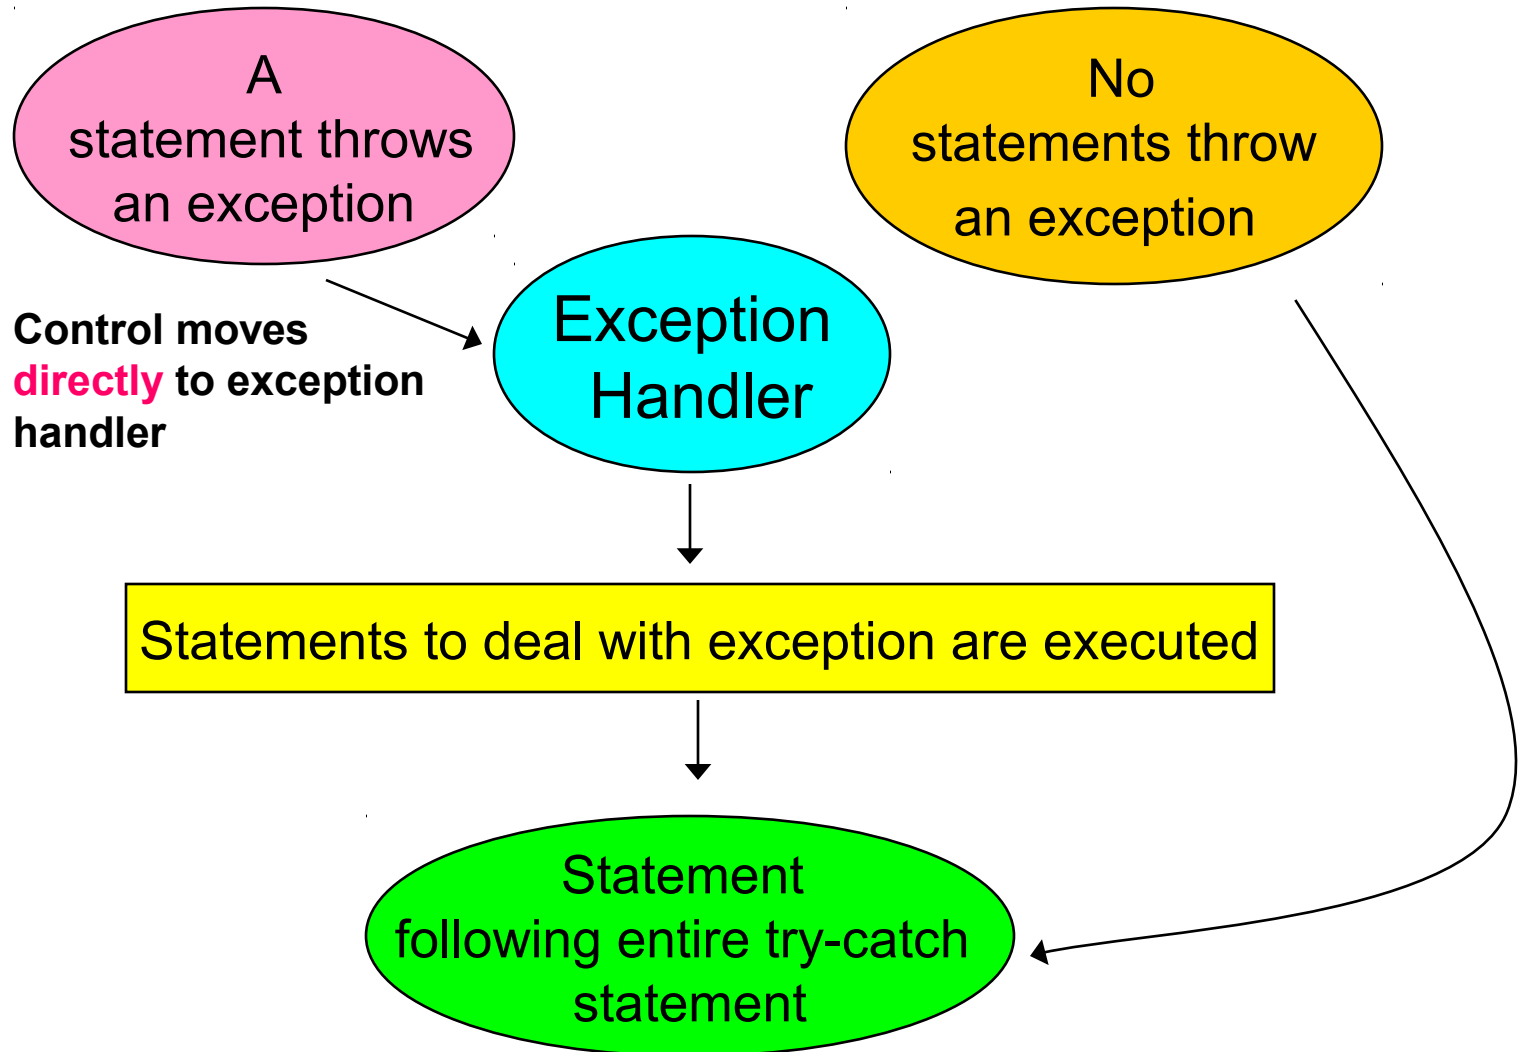 A
statement throws
an exception
No
statements throw
an exception
Control moves
directly to exception
handler
Exception
Handler
Statements to deal with exception are executed
Statement
following entire try-catch
statement